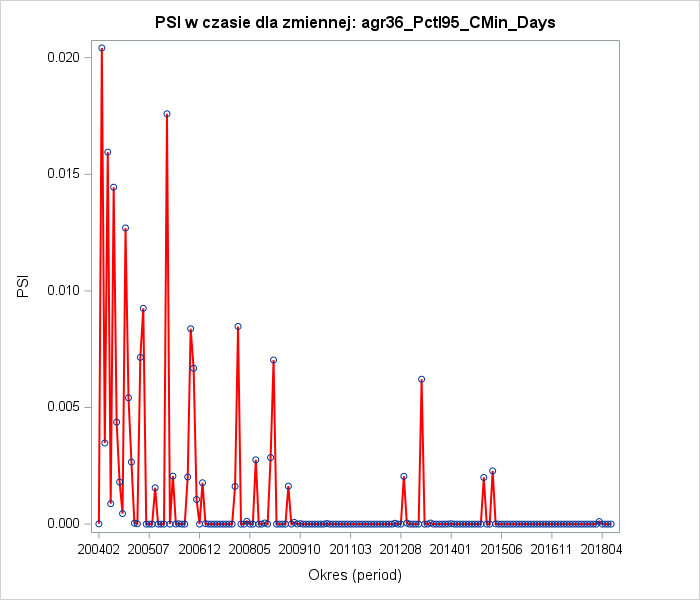 PSI w czasie dla zmiennej: agr36_Pctl95_CMin_Days
0.020
0.015
0.010
0.005
0.000
PSI
200402 200507 200612 200805 200910 201103 201208 201401 201506 201611 201804
Okres (period)